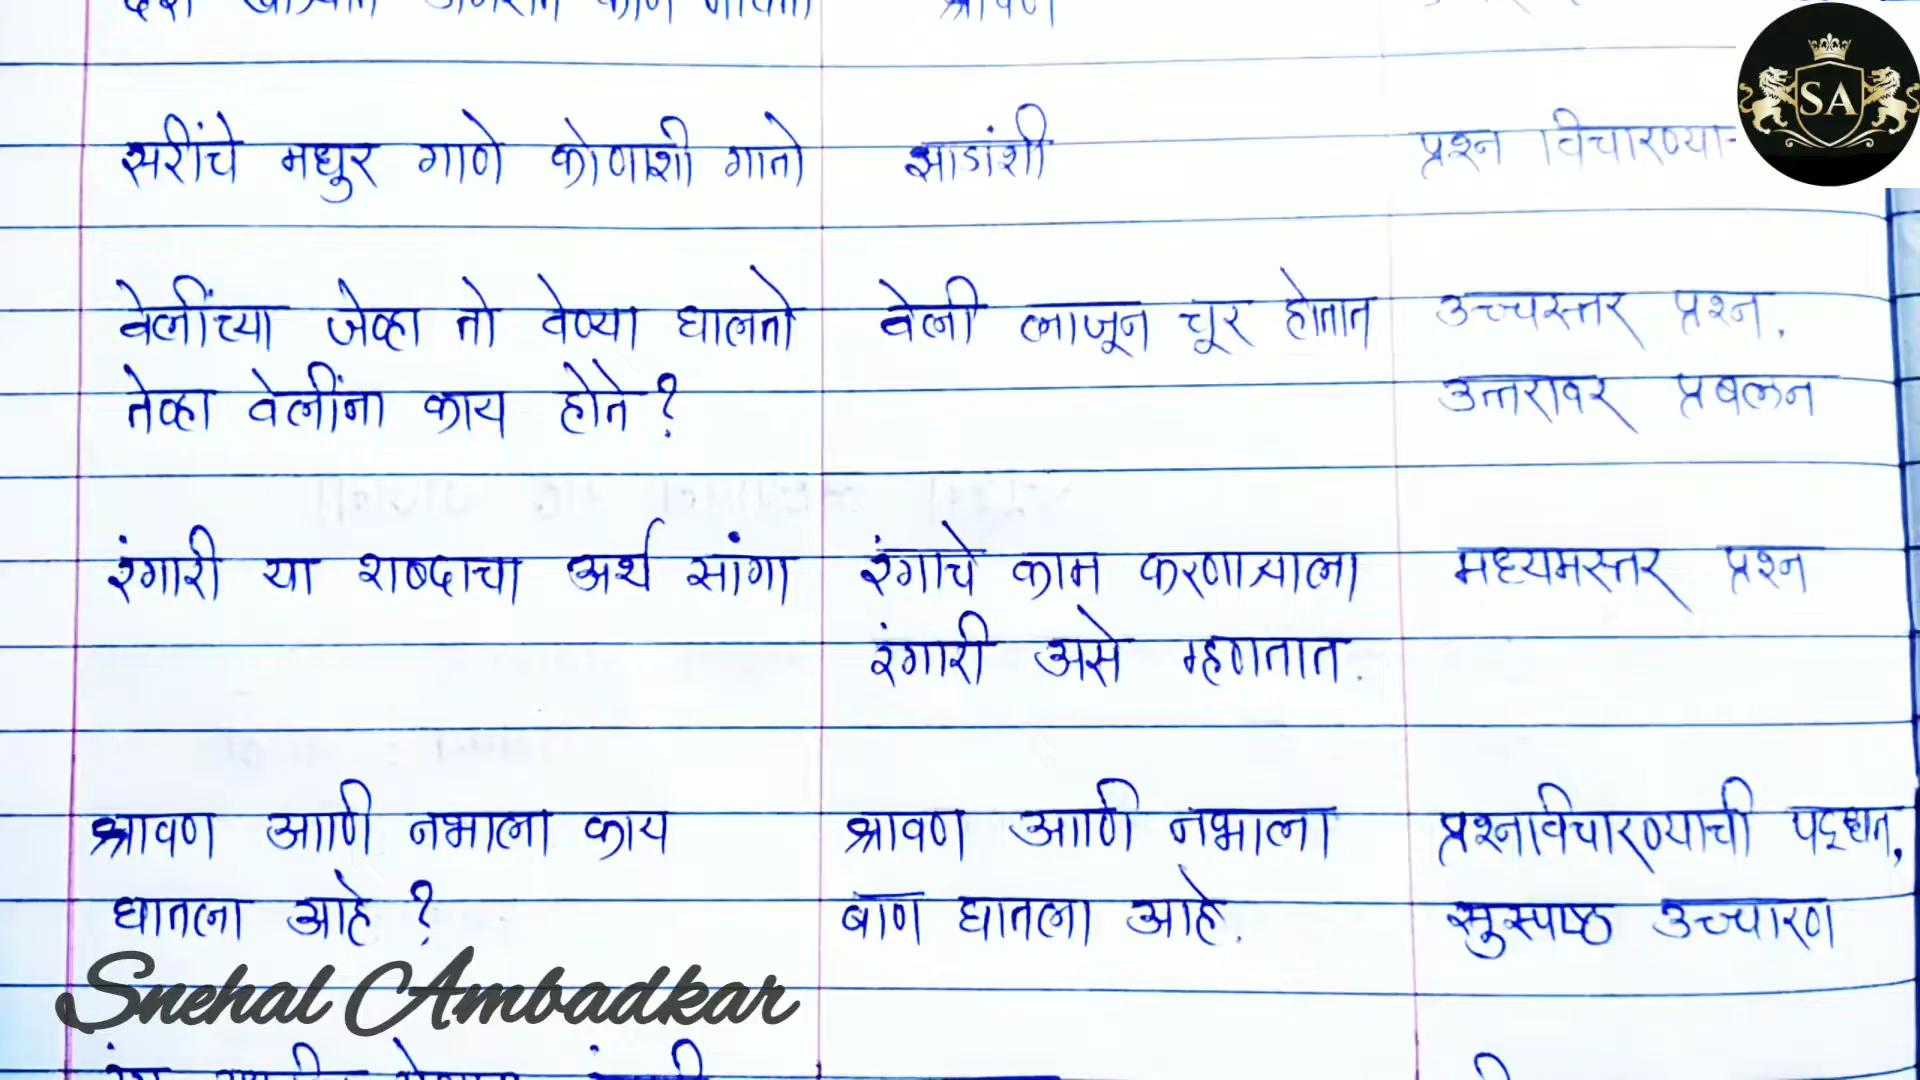 सरींचे मधुर गाणे कोणाशी गातो झाडांशी प्रश्न विचारण्या-
SA
वेलींच्या जेव्हा तो वेण्या घालतो वेली लाजून चूर होतात उच्चस्तर प्रश्न,
तेव्हा वेलींना काय होते? उत्तरावर प्रबलन
रंगारी या शब्दाचा अर्थ सांगा रंगाचे काम करणाऱ्याला मध्यमस्तर प्रश्न
रंगारी असे म्हणतात.
श्रावण आणि नभाला काय श्रावण आणि नभाला प्रश्नविचारण्याची पद्धत,
घातला आहे? बाण घातला आहे. सुस्पष्ठ उच्चारण
Snehal Ambadkar